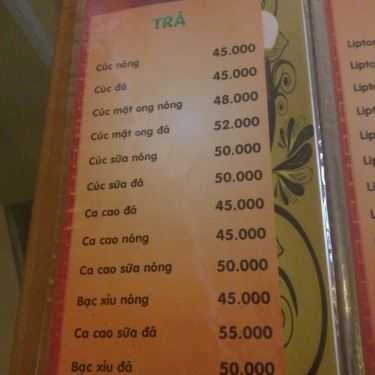 TRÀ
Cúc nóng 45.000
Cúc đá 45.000
Cúc mật ong nóng 48.000
Cúc mật ong đá 52.000
Cúc sữa nóng 50.000
Cúc sữa đá 50.000
Ca cao đá 45.000
Ca cao nóng 45.000
Ca cao sữa nóng 50.000
Bạc xỉu nóng 45.000
Ca cao sữa đá 55.000
Bạc xỉu đá 50.000